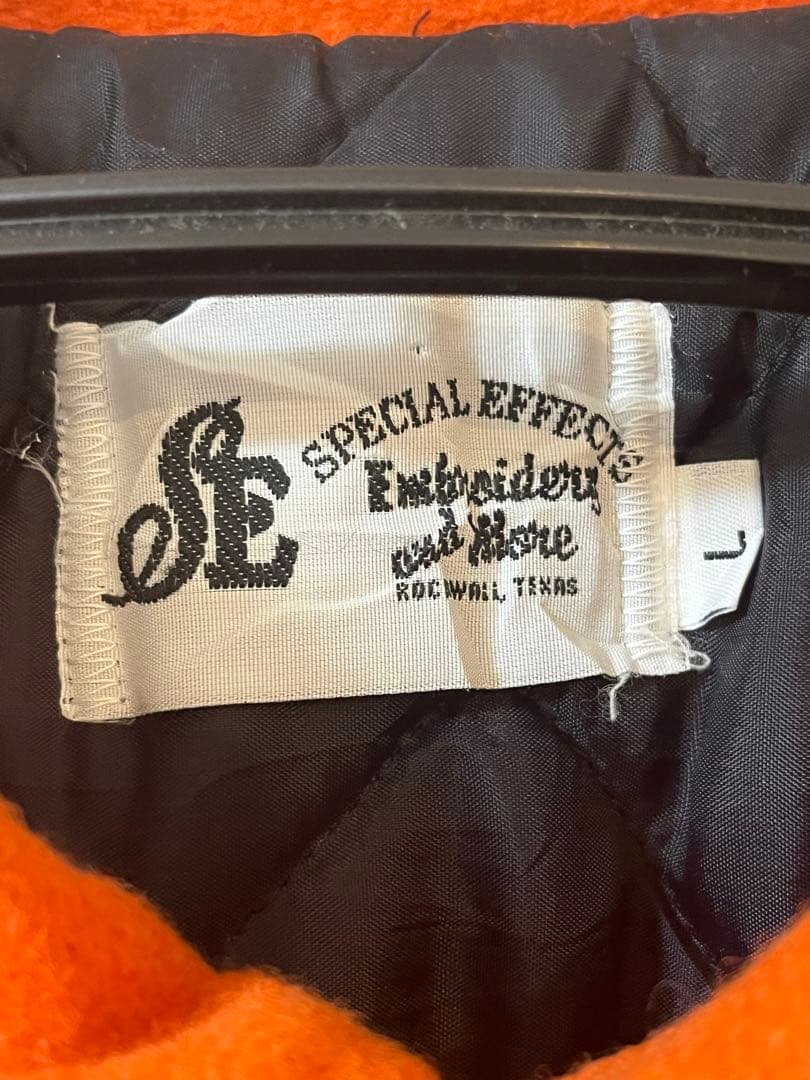 SE
SPECIAL EFFECTS
Embroidery
and More
ROCKWALL, TEXAS
L